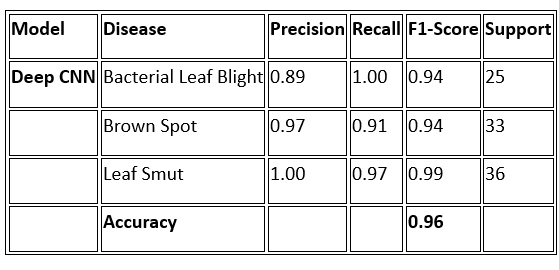 Model Disease Precision Recall F1-Score Support
Deep CNN Bacterial Leaf Blight 0.89 1.00 0.94 25
Brown Spot 0.97 0.91 0.94 33
Leaf Smut 1.00 0.97 0.99 36
Accuracy 0.96